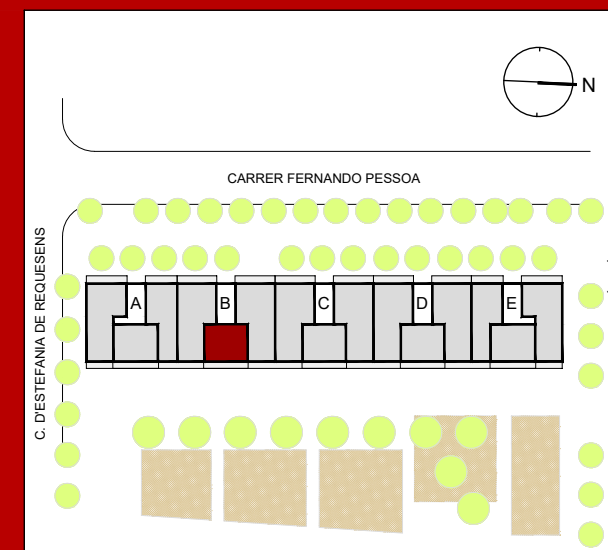 N
CARRER FERNANDO PESSOA
C. D'ESTEFANIA DE REQUESENS
A
B
C
D
E